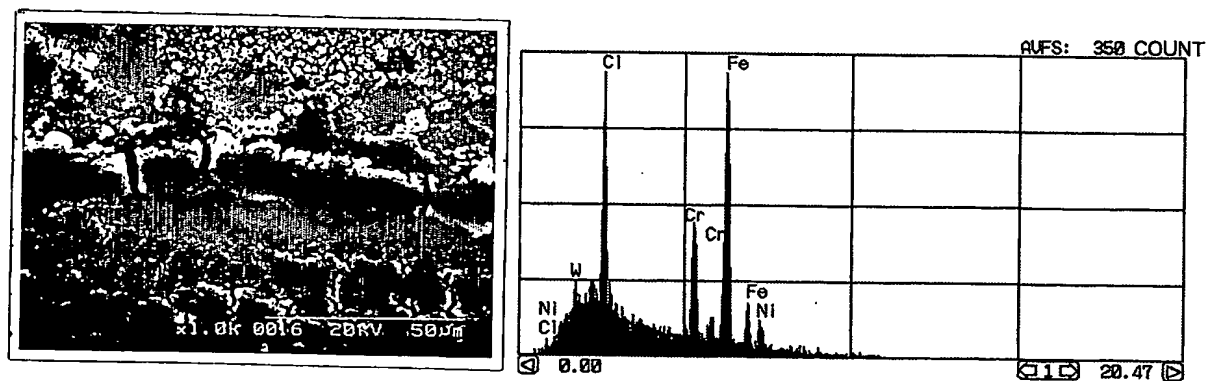 x1.0k 0016 20kV 50µm
AVFS: 350 COUNT
Cl
Fe
Cr
Cr
W
Fe
Ni
Ni
Cl
0.00
1
20.47